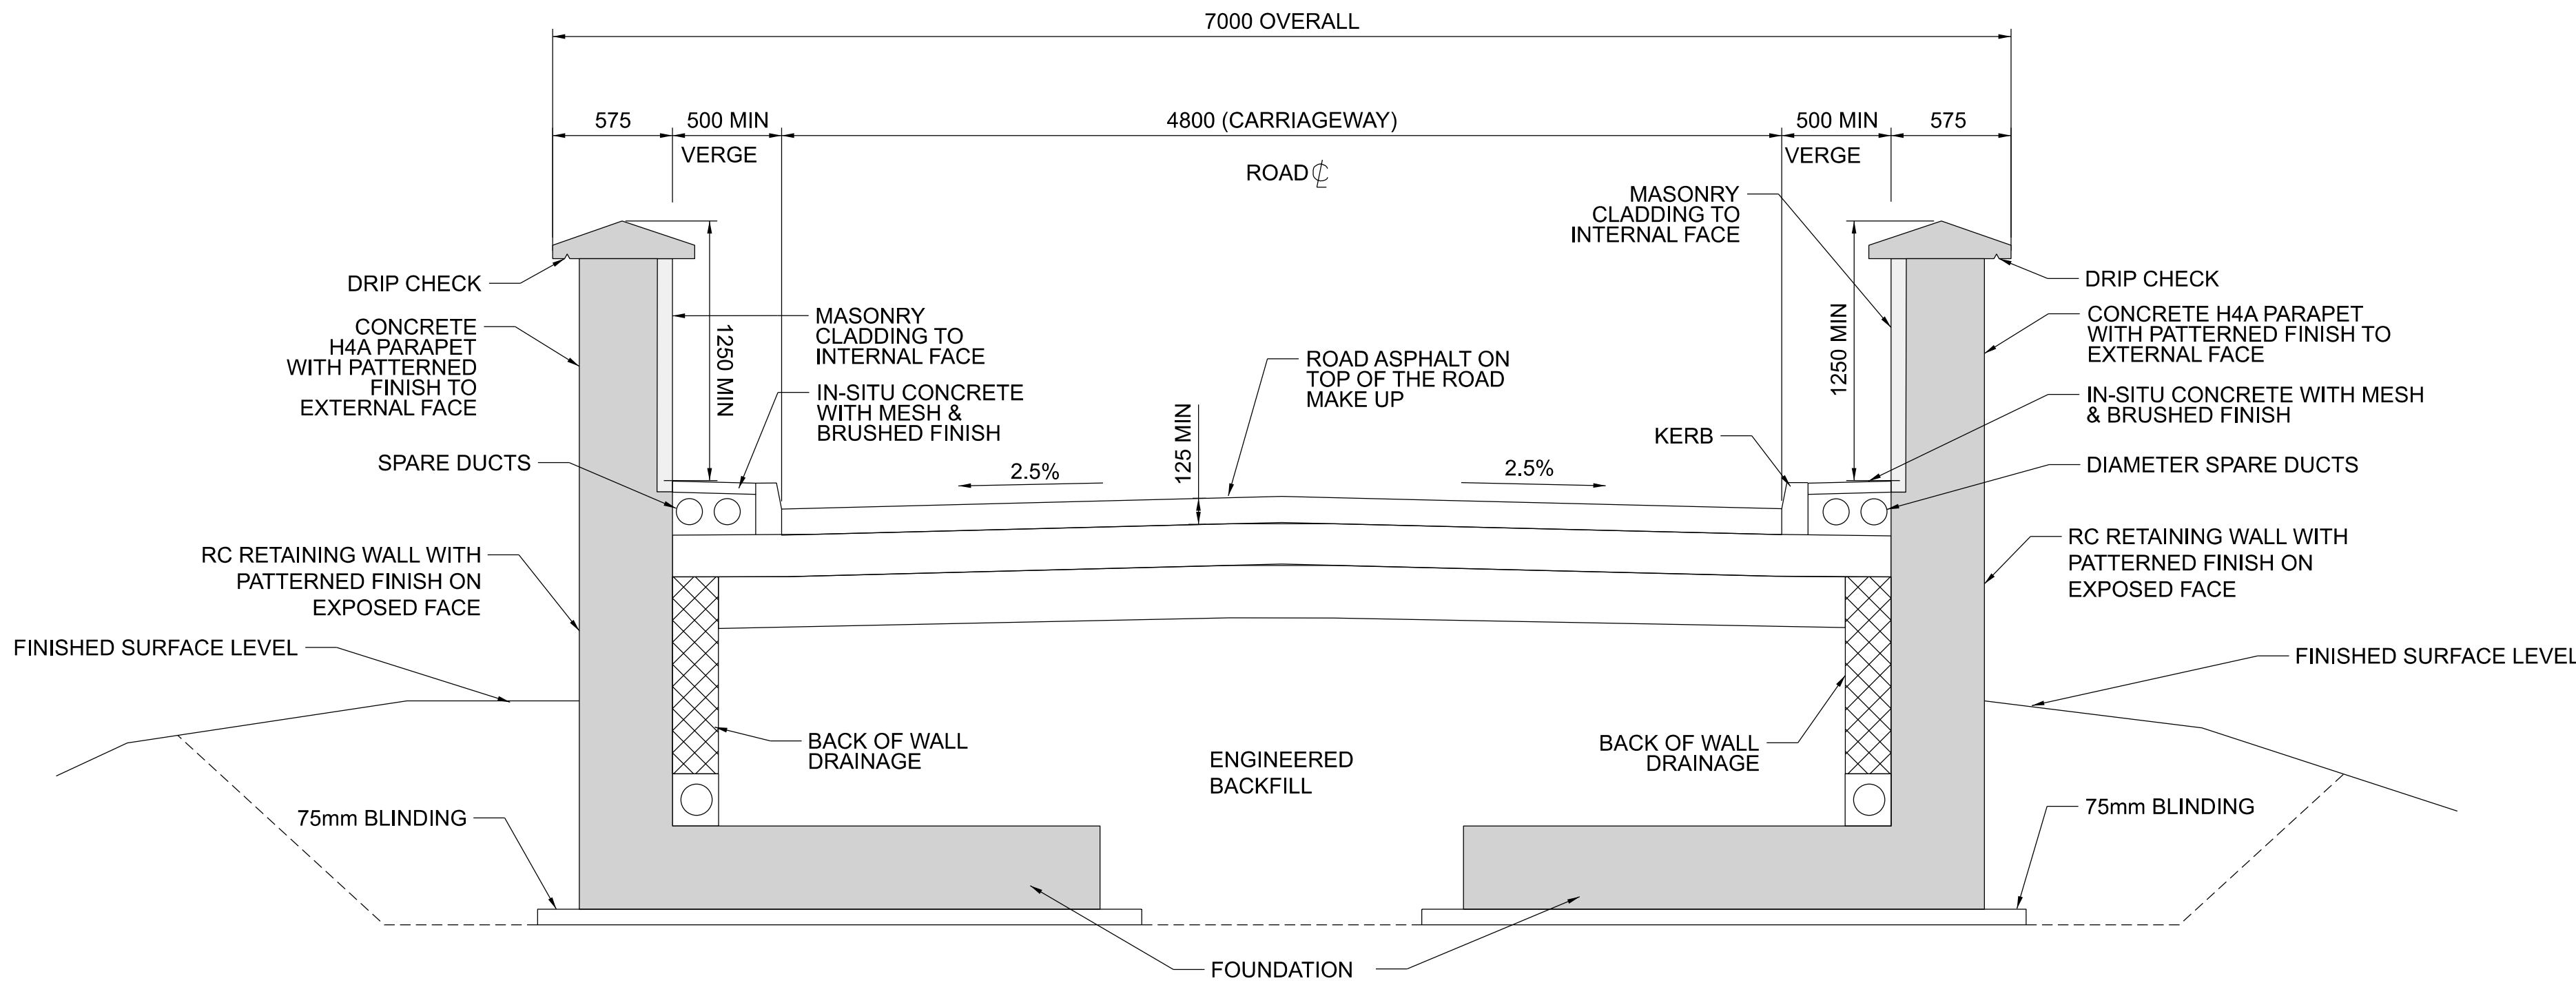 7000 OVERALL
575
500 MIN
VERGE
4800 (CARRIAGEWAY)
500 MIN
VERGE
575
ROAD ℄
MASONRY
CLADDING TO
INTERNAL FACE
DRIP CHECK
DRIP CHECK
CONCRETE
H4A PARAPET
WITH PATTERNED
FINISH TO
EXTERNAL FACE
1250 MIN
MASONRY
CLADDING TO
INTERNAL FACE
IN-SITU CONCRETE
WITH MESH &
BRUSHED FINISH
ROAD ASPHALT ON
TOP OF THE ROAD
MAKE UP
1250 MIN
CONCRETE H4A PARAPET
WITH PATTERNED FINISH TO
EXTERNAL FACE
IN-SITU CONCRETE WITH MESH
& BRUSHED FINISH
KERB
SPARE DUCTS
2.5%
125 MIN
2.5%
DIAMETER SPARE DUCTS
RC RETAINING WALL WITH
PATTERNED FINISH ON
EXPOSED FACE
RC RETAINING WALL WITH
PATTERNED FINISH ON
EXPOSED FACE
FINISHED SURFACE LEVEL
FINISHED SURFACE LEVEL
BACK OF WALL
DRAINAGE
ENGINEERED
BACKFILL
BACK OF WALL
DRAINAGE
75mm BLINDING
75mm BLINDING
FOUNDATION